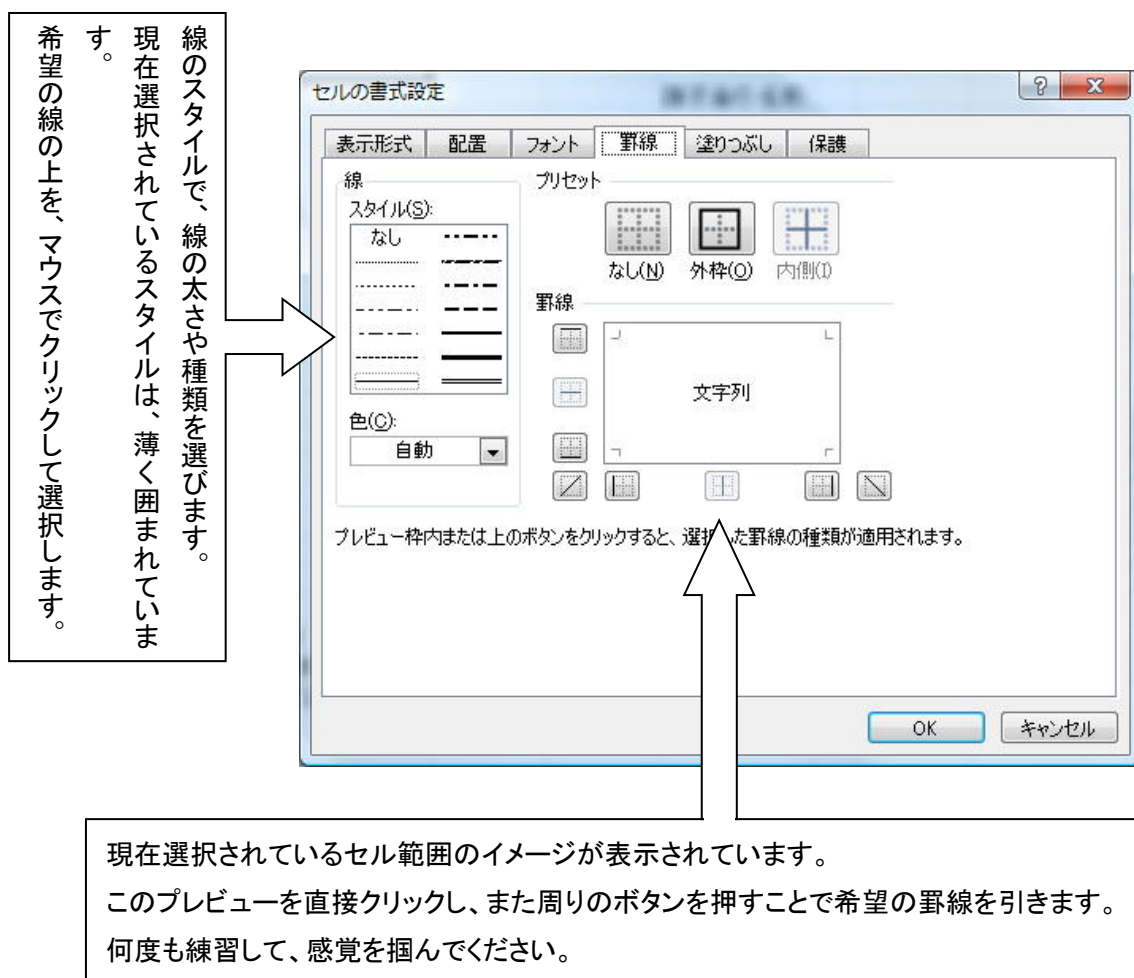 線のスタイルで、線の太さや種類を選びます。
現在選択されているスタイルは、薄く囲まれていま
す。
希望の線の上を、マウスでクリックして選択します。
セルの書式設定
表示形式 配置 フォント 罫線 塗りつぶし 保護
線
スタイル(S):
なし
色(C):
自動
プリセット
なし(N) 外枠(O) 内側(I)
罫線
文字列
プレビュー枠内または上のボタンをクリックすると、選択した罫線の種類が適用されます。
OK キャンセル
現在選択されているセル範囲のイメージが表示されています。
このプレビューを直接クリックし、また周りのボタンを押すことで希望の罫線を引きます。
何度も練習して、感覚を掴んでください。